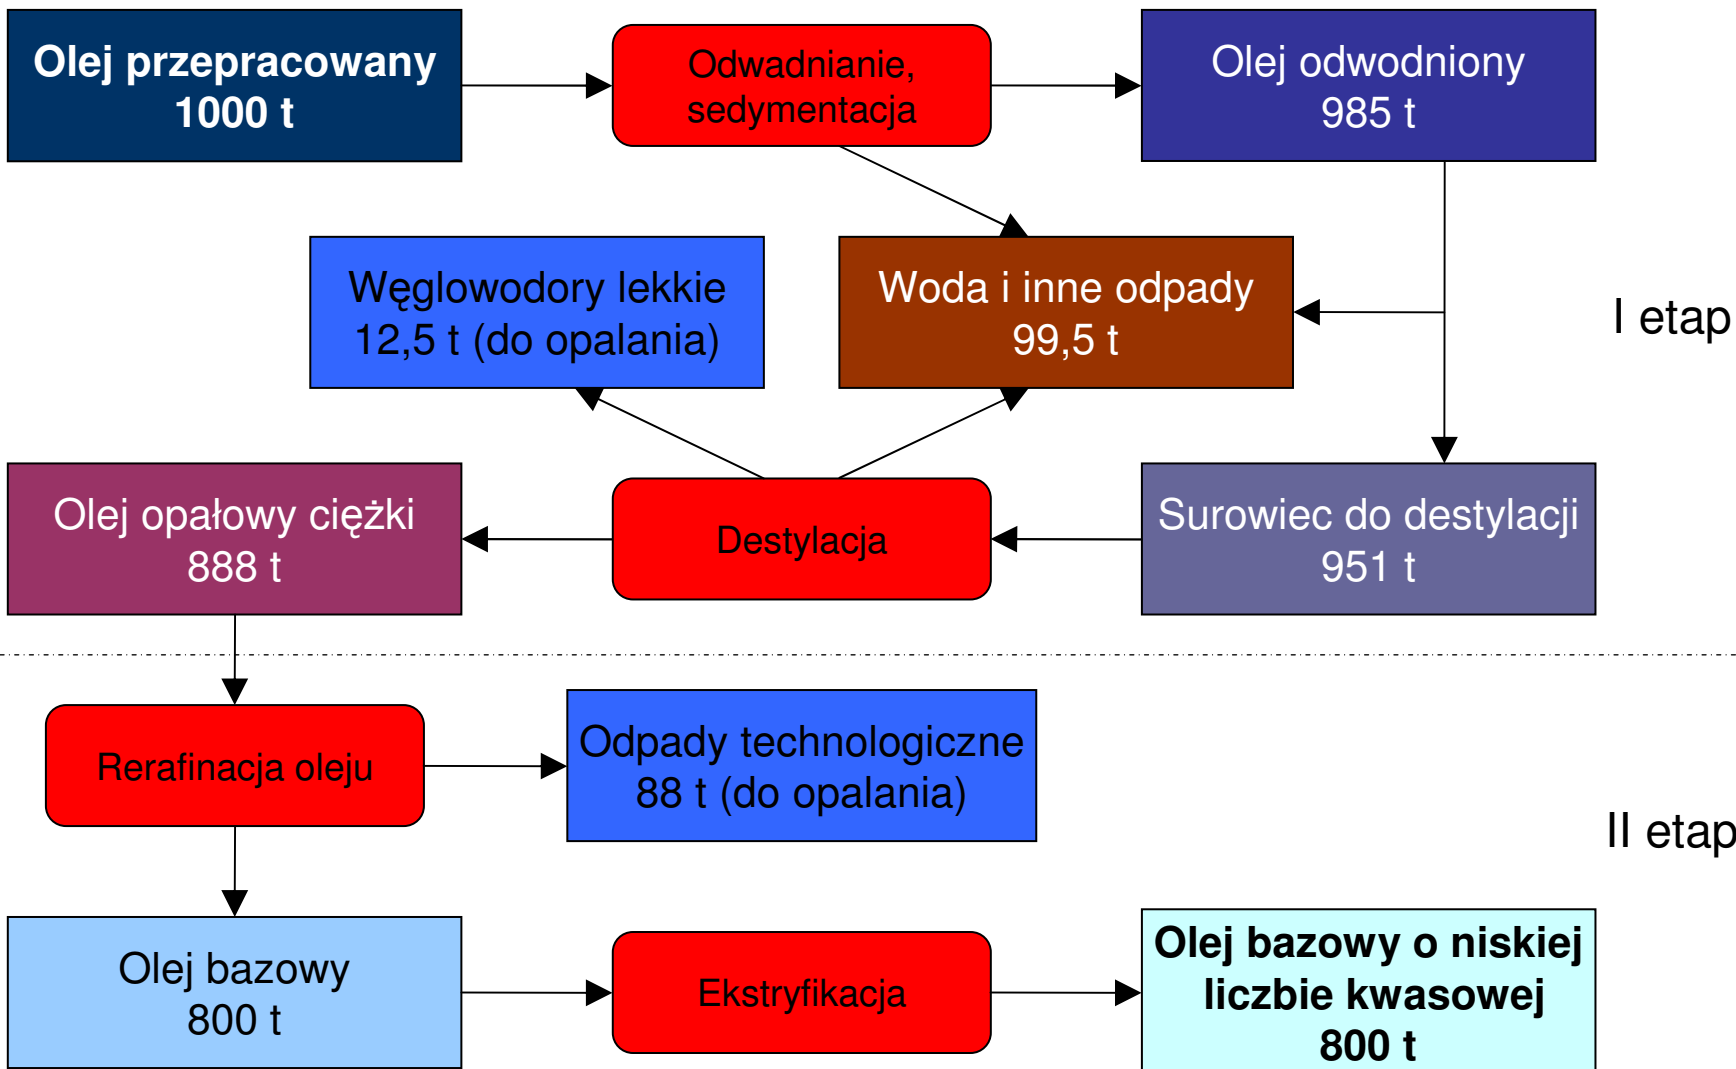 Olej przepracowany
1000 t
Odwadnianie,
sedymentacja
Olej odwodniony
985 t
Węglowodory lekkie
12,5 t (do opalania)
Woda i inne odpady
99,5 t
I etap
Olej opałowy ciężki
888 t
Destylacja
Surowiec do destylacji
951 t
Rerafinacja oleju
Odpady technologiczne
88 t (do opalania)
II etap
Olej bazowy
800 t
Ekstryfikacja
Olej bazowy o niskiej
liczbie kwasowej
800 t